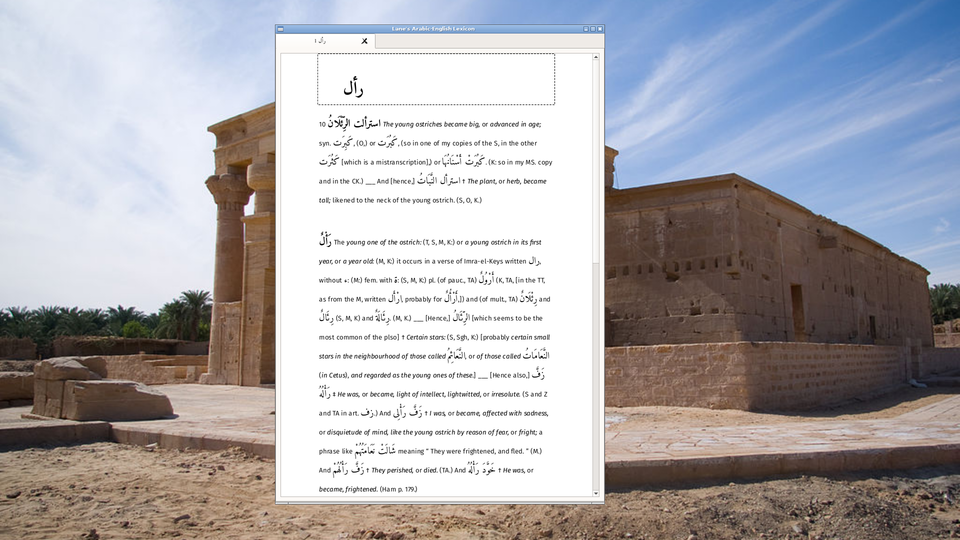 Lane's Arabic English Lexicon
رأل ١
رأل
10 استرألت الرِّئْلَانُ The young ostriches became big, or advanced in age;
syn. كَبِرَت, (O,) or كَبُرَت, (so in one of my copies of the S, in the other
كَثُرَت [which is a mistranscription],) or كَبِرَتْ أَسْنَانُهَا. (K: so in my MS. copy
and in the CK.) ___ And [hence,] استرأل النَّبَاتُ † The plant, or herb, became
tall; likened to the neck of the young ostrich. (S, O, K.)
رَأْلٌ The young one of the ostrich: (T, S, M, K:) or a young ostrich in its first
year, or a year old: (M, K:) it occurs in a verse of Imra-el-Keys written رال,
without ء: (M:) fem. with ة: (S, M, K:) pl. (of pauc., TA) أَرْؤُلٌ (K, TA, [in the TT,
as from the M, written أَرْأُل, probably for أَرْأُلٌ,]) and (of mult., TA) رِئْلَانٌ and
رِئَالٌ (S, M, K) and رِئَالَةٌ. (M, K.) ___ [Hence,] الرِّئَالُ [which seems to be the
most common of the plso] † Certain stars: (S, Sgh, K:) [probably certain small
stars in the neighbourhood of those called النَّعَائِمُ, or of those called النَّعَامَاتُ
(in Cetus), and regarded as the young ones of these.] ___ [Hence also,] زَفَّ
رَأْلُهُ ‡ He was, or became, light of intellect, lightwitted, or irresolute. (S and Z
and TA in art. زف.) And زَفَّ رَأْلِى † I was, or became, affected with sadness,
or disquietude of mind, like the young ostrich by reason of fear, or fright; a
phrase like شَالَتْ نَعَامَتُهُمْ meaning “ They were frightened, and fled. ” (M.)
And زَفَّ رَأْلُهُمْ † They perished, or died. (TA.) And خَوَّدَ رَأْلُهُ † He was, or
became, frightened. (Ham p. 179.)